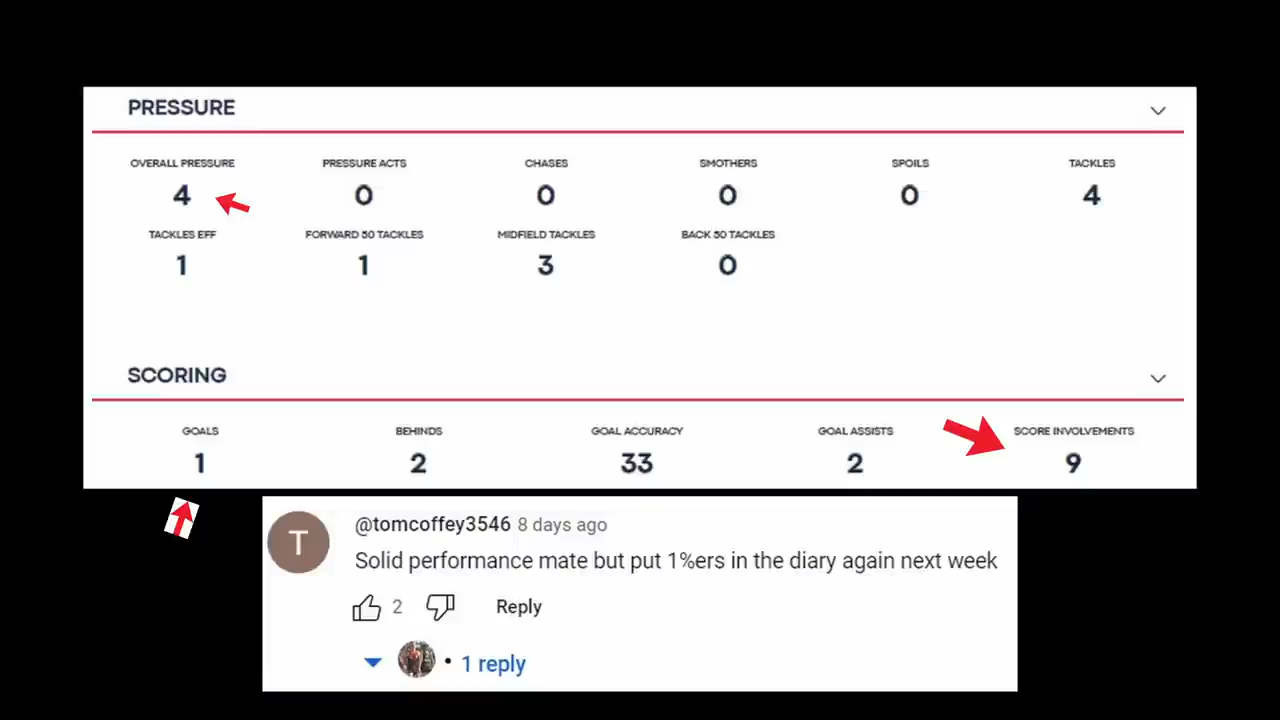 PRESSURE
OVERALL PRESSURE PRESSURE ACTS CHASES SMOTHERS SPOILS TACKLES
4 0 0 0 0 4
TACKLES EFF FORWARD 50 TACKLES MIDFIELD TACKLES BACK 50 TACKLES
1 1 3 0
SCORING
GOALS BEHINDS GOAL ACCURACY GOAL ASSISTS SCORE INVOLVEMENTS
1 2 33 2 9
T
@tomcoffey3546 8 days ago
Solid performance mate but put 1%ers in the diary again next week
2 Reply
• 1 reply